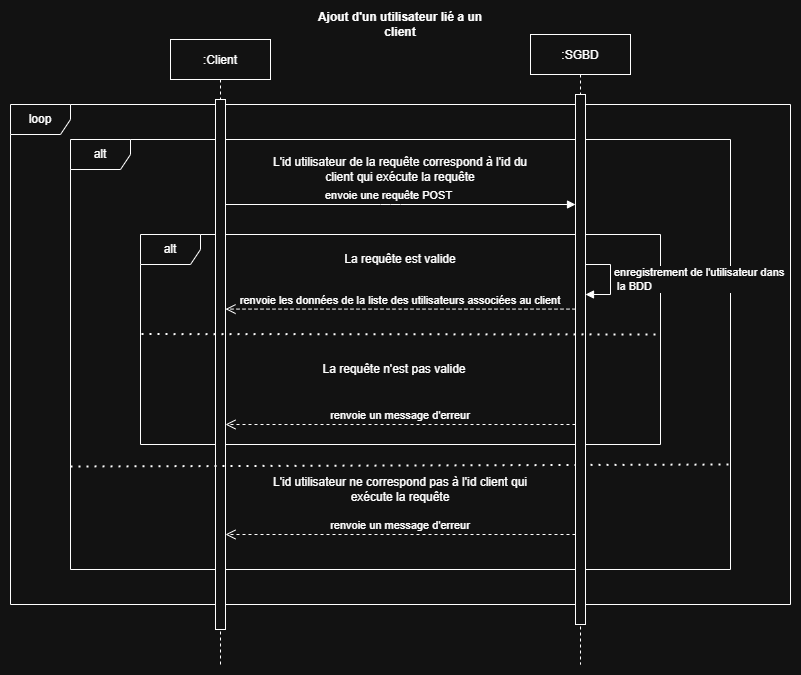 Ajout d'un utilisateur lié a un
client
:Client
:SGBD
loop
alt
L'id utilisateur de la requête correspond à l'id du
client qui exécute la requête
envoie une requête POST
alt
La requête est valide
enregistrement de l'utilisateur dans
la BDD
renvoie les données de la liste des utilisateurs associées au client
La requête n'est pas valide
renvoie un message d'erreur
L'id utilisateur ne correspond pas à l'id client qui
exécute la requête
renvoie un message d'erreur